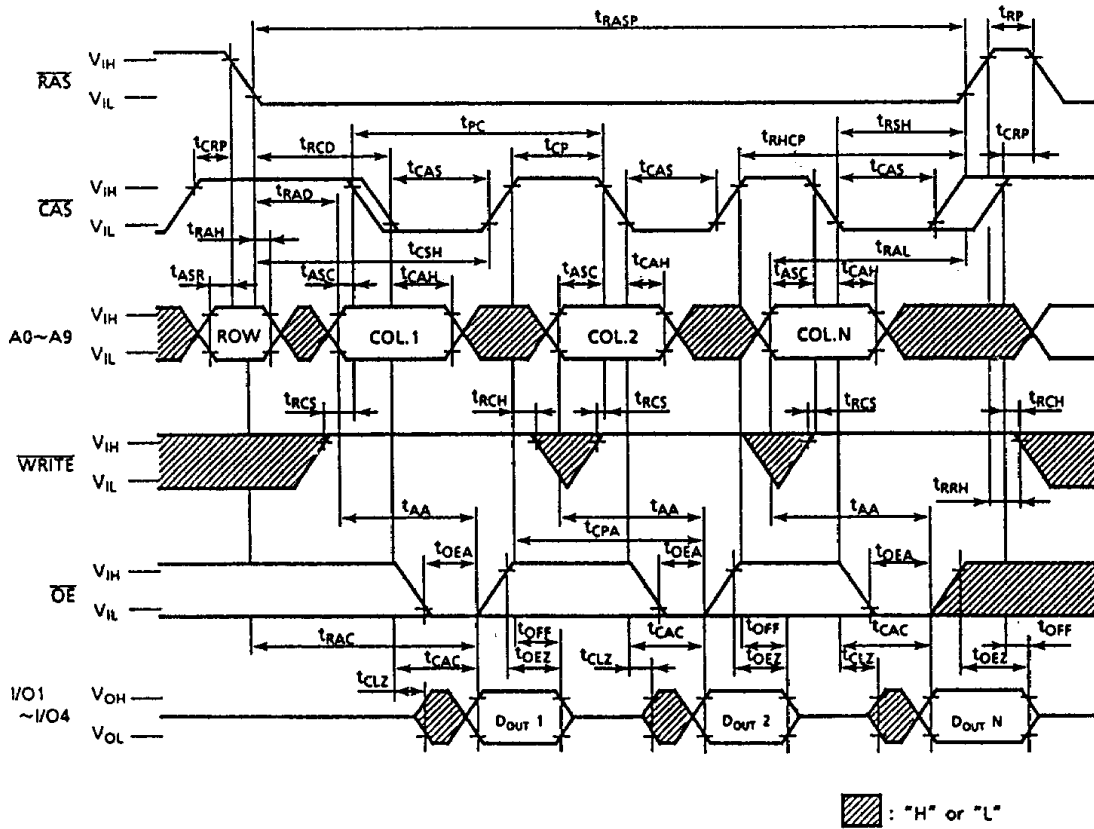 tRASP tRP
VIH
RAS
VIL
tPC tRSH
tCRP tRCD tCP tRHCP tCRP
tCAS tCAS tCAS
VIH
CAS tRAD
VIL
tRAH tCSH tRAL
tASR tASC tCAH tASC tCAH tASC tCAH
VIH
A0~A9 ROW COL.1 COL.2 COL.N
VIL
tRCS tRCH tRCS tRCS tRCH
VIH
WRITE
VIL
tRRH
tAA tAA tAA
tCPA
tOEA tOEA tOEA
VIH
OE
VIL
tRAC tOFF tCAC tOFF tCAC tOFF
tCAC tOEZ tCLZ tOEZ tCLZ tOEZ
tCLZ
I/O1 VOH
~I/O4 DOUT 1 DOUT 2 DOUT N
VOL
: "H" or "L"